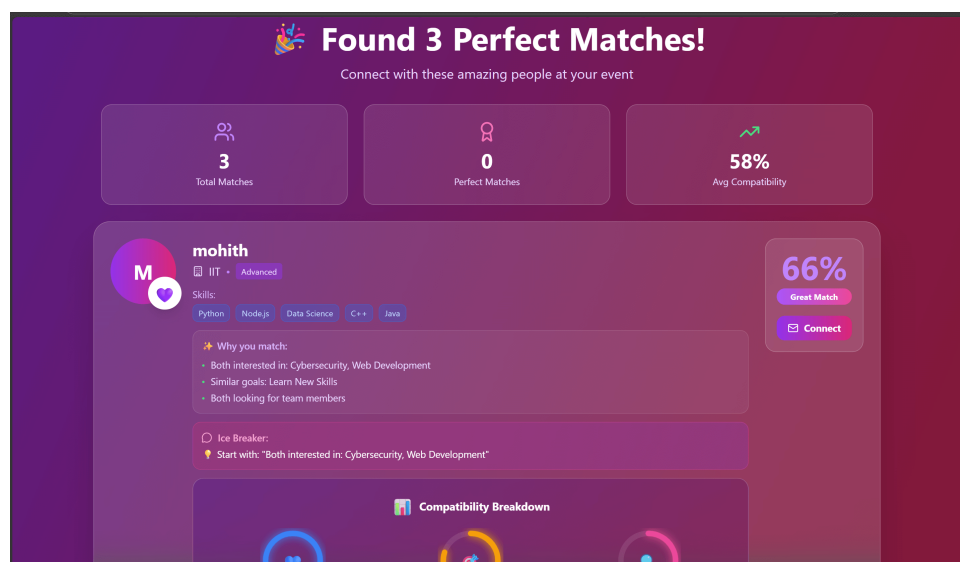 🎉 Found 3 Perfect Matches!
Connect with these amazing people at your event
3
Total Matches
0
Perfect Matches
58%
Avg Compatibility
M
mohith
IIT • Advanced
Skills:
Python Node.js Data Science C++ Java
✨ Why you match:
• Both interested in: Cybersecurity, Web Development
• Similar goals: Learn New Skills
• Both looking for team members
Ice Breaker:
💡 Start with: "Both interested in: Cybersecurity, Web Development"
📊 Compatibility Breakdown
66%
Great Match
Connect